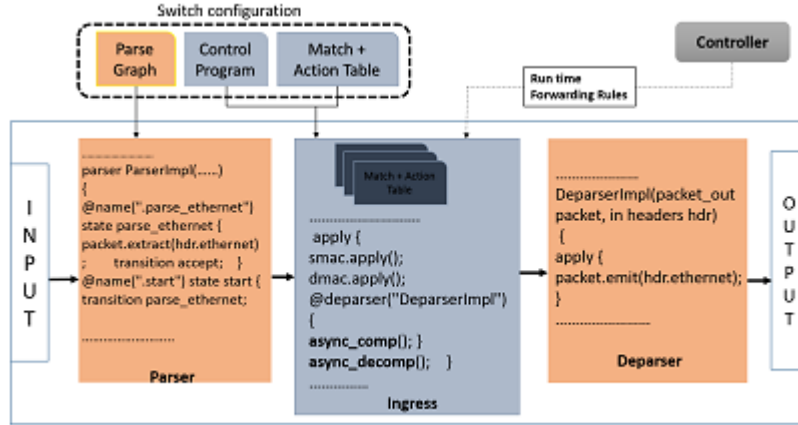 Switch configuration
Parse
Graph
Control
Program
Match +
Action Table
Controller
Run time
Forwarding Rules
INPUT
....................
parser ParserImpl(......)
{
@name(".parse_ethernet")
state parse_ethernet {
packet.extract(hdr.ethernet)
; transition accept; }
@name(".start") state start {
transition parse_ethernet;
..........................
Parser
Match + Action
Table
..............................
apply {
smac.apply();
dmac.apply();
@deparser("DeparserImpl")
{
async_comp(); }
async_decomp(); }
................
Ingress
.......................
DeparserImpl(packet_out
packet, in headers hdr)
{
apply {
packet.emit(hdr.ethernet);
}
..........................
Deparser
OUTPUT